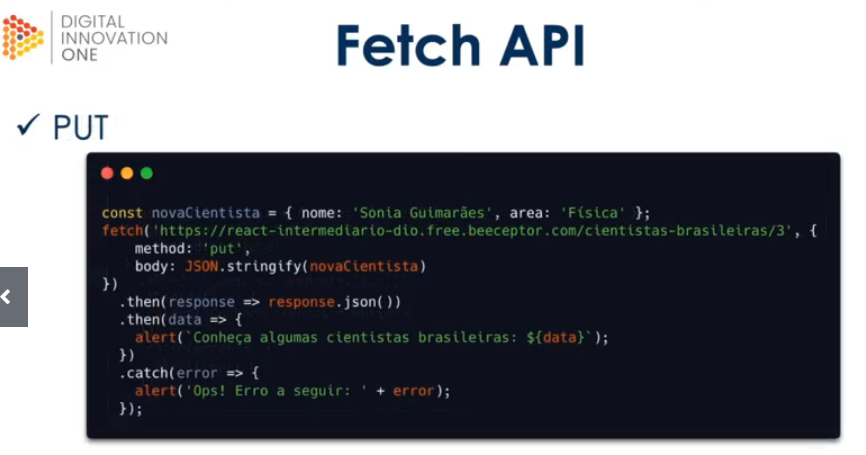 DIGITAL
INNOVATION
ONE
Fetch API
✓ PUT
const novaCientista = { nome: 'Sonia Guimarães', area: 'Física' };
fetch('https://react-intermediario-dio.free.beeceptor.com/cientistas-brasileiras/3', {
    method: 'put',
    body: JSON.stringify(novaCientista)
})
  .then(response => response.json())
  .then(data => {
    alert(`Conheça algumas cientistas brasileiras: ${data}`);
  })
  .catch(error => {
    alert('Ops! Erro a seguir: ' + error);
  });